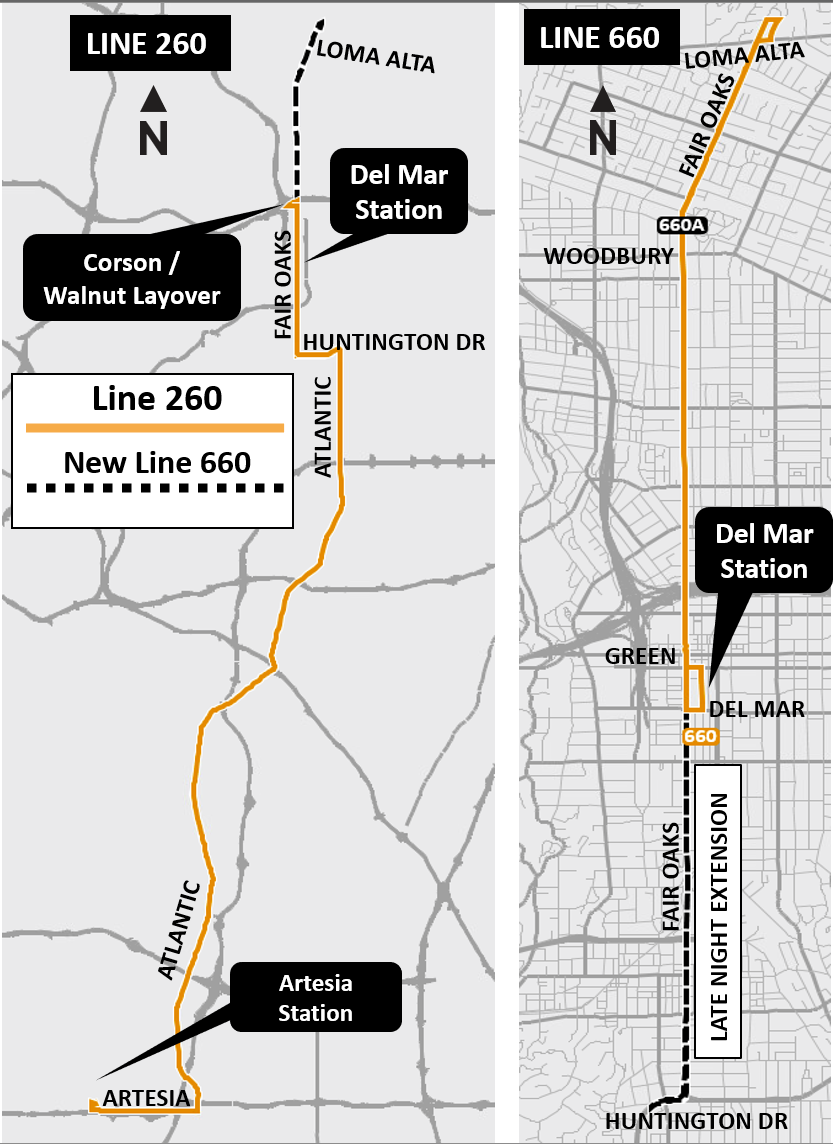 LINE 260
N
LOMA ALTA
Del Mar
Station
Corson /
Walnut Layover
FAIR OAKS
HUNTINGTON DR
Line 260
New Line 660
ATLANTIC
ATLANTIC
Artesia
Station
ARTESIA
LINE 660
N
LOMA ALTA
FAIR OAKS
660A
WOODBURY
Del Mar
Station
GREEN
DEL MAR
660
FAIR OAKS
LATE NIGHT EXTENSION
HUNTINGTON DR